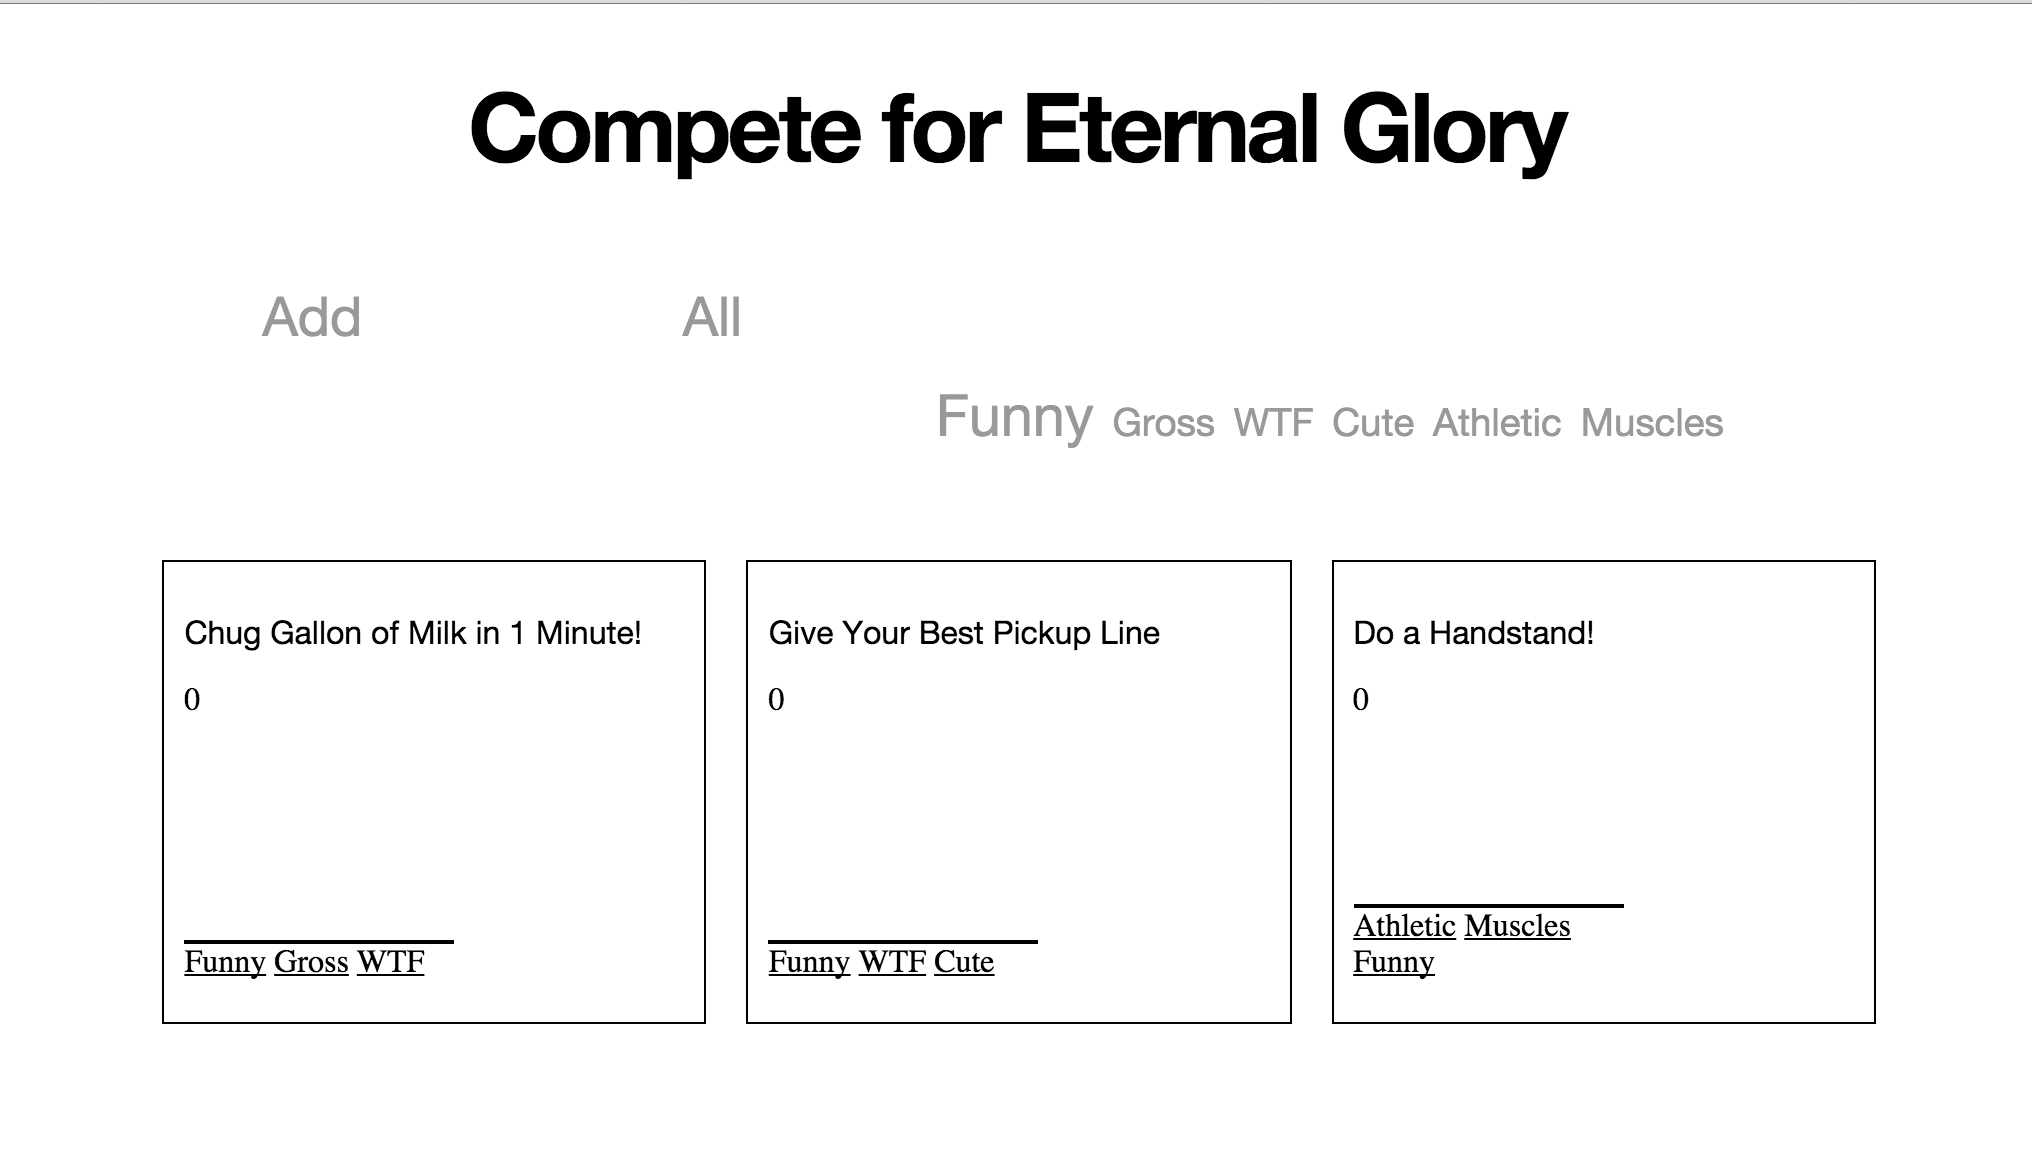 Compete for Eternal Glory
Add All
Funny Gross WTF Cute Athletic Muscles
Chug Gallon of Milk in 1 Minute!
0
Funny Gross WTF
Give Your Best Pickup Line
0
Funny WTF Cute
Do a Handstand!
0
Athletic Muscles
Funny